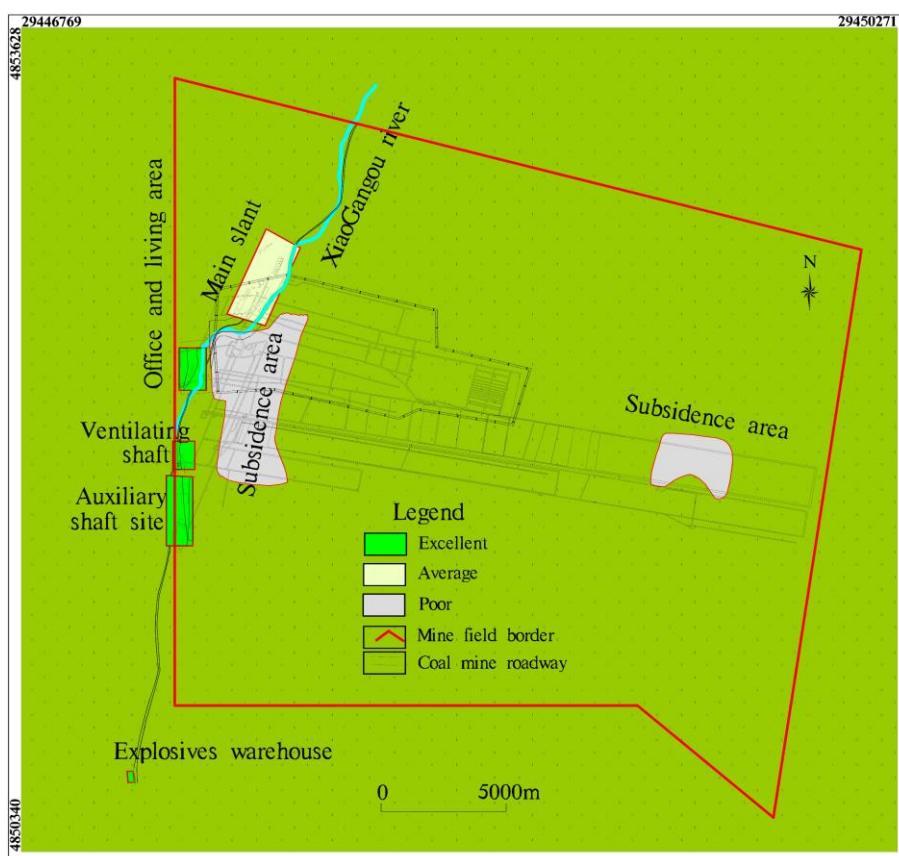 29446769
29450271
4853628
XiaoGangou river
Office and living area
Main slant
N
Subsidence area
Subsidence area
Ventilating
shaft
Auxiliary
shaft site
Legend
Excellent
Average
Poor
Mine field border
Coal mine roadway
Explosives warehouse
0 5000m
4850340